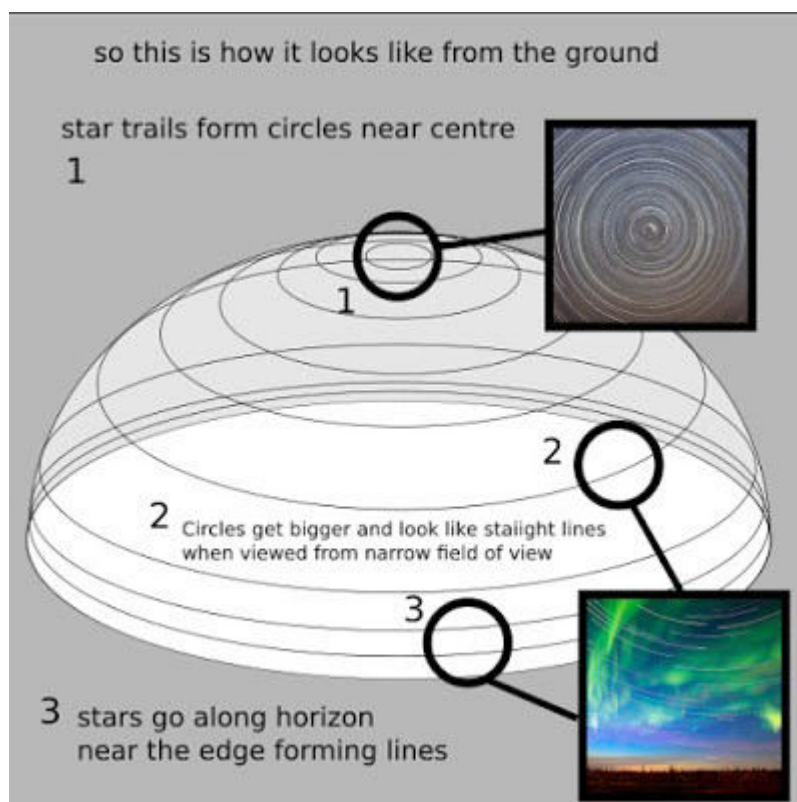 so this is how it looks like from the ground
star trails form circles near centre
1
1
2
2 Circles get bigger and look like staiight lines
when viewed from narrow field of view
3
3 stars go along horizon
near the edge forming lines